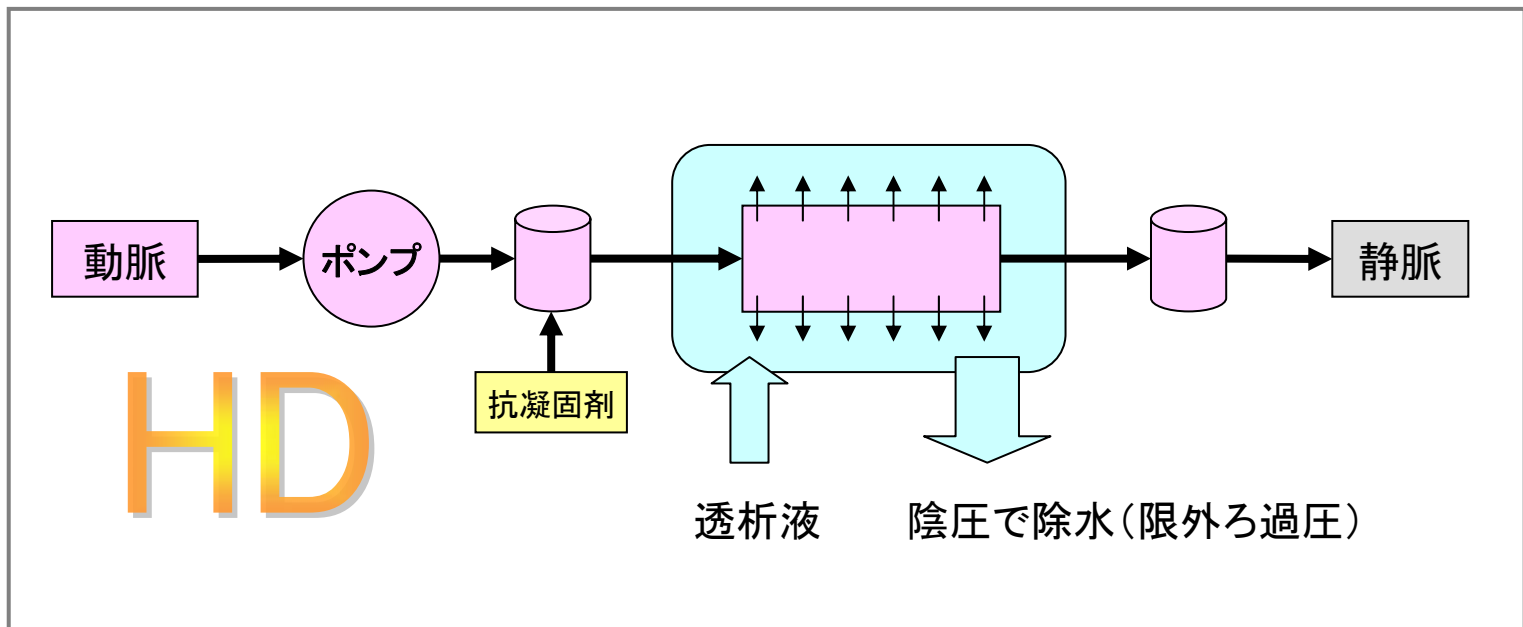 動脈
ポンプ
静脈
抗凝固剤
HD
透析液
陰圧で除水(限外ろ過圧)